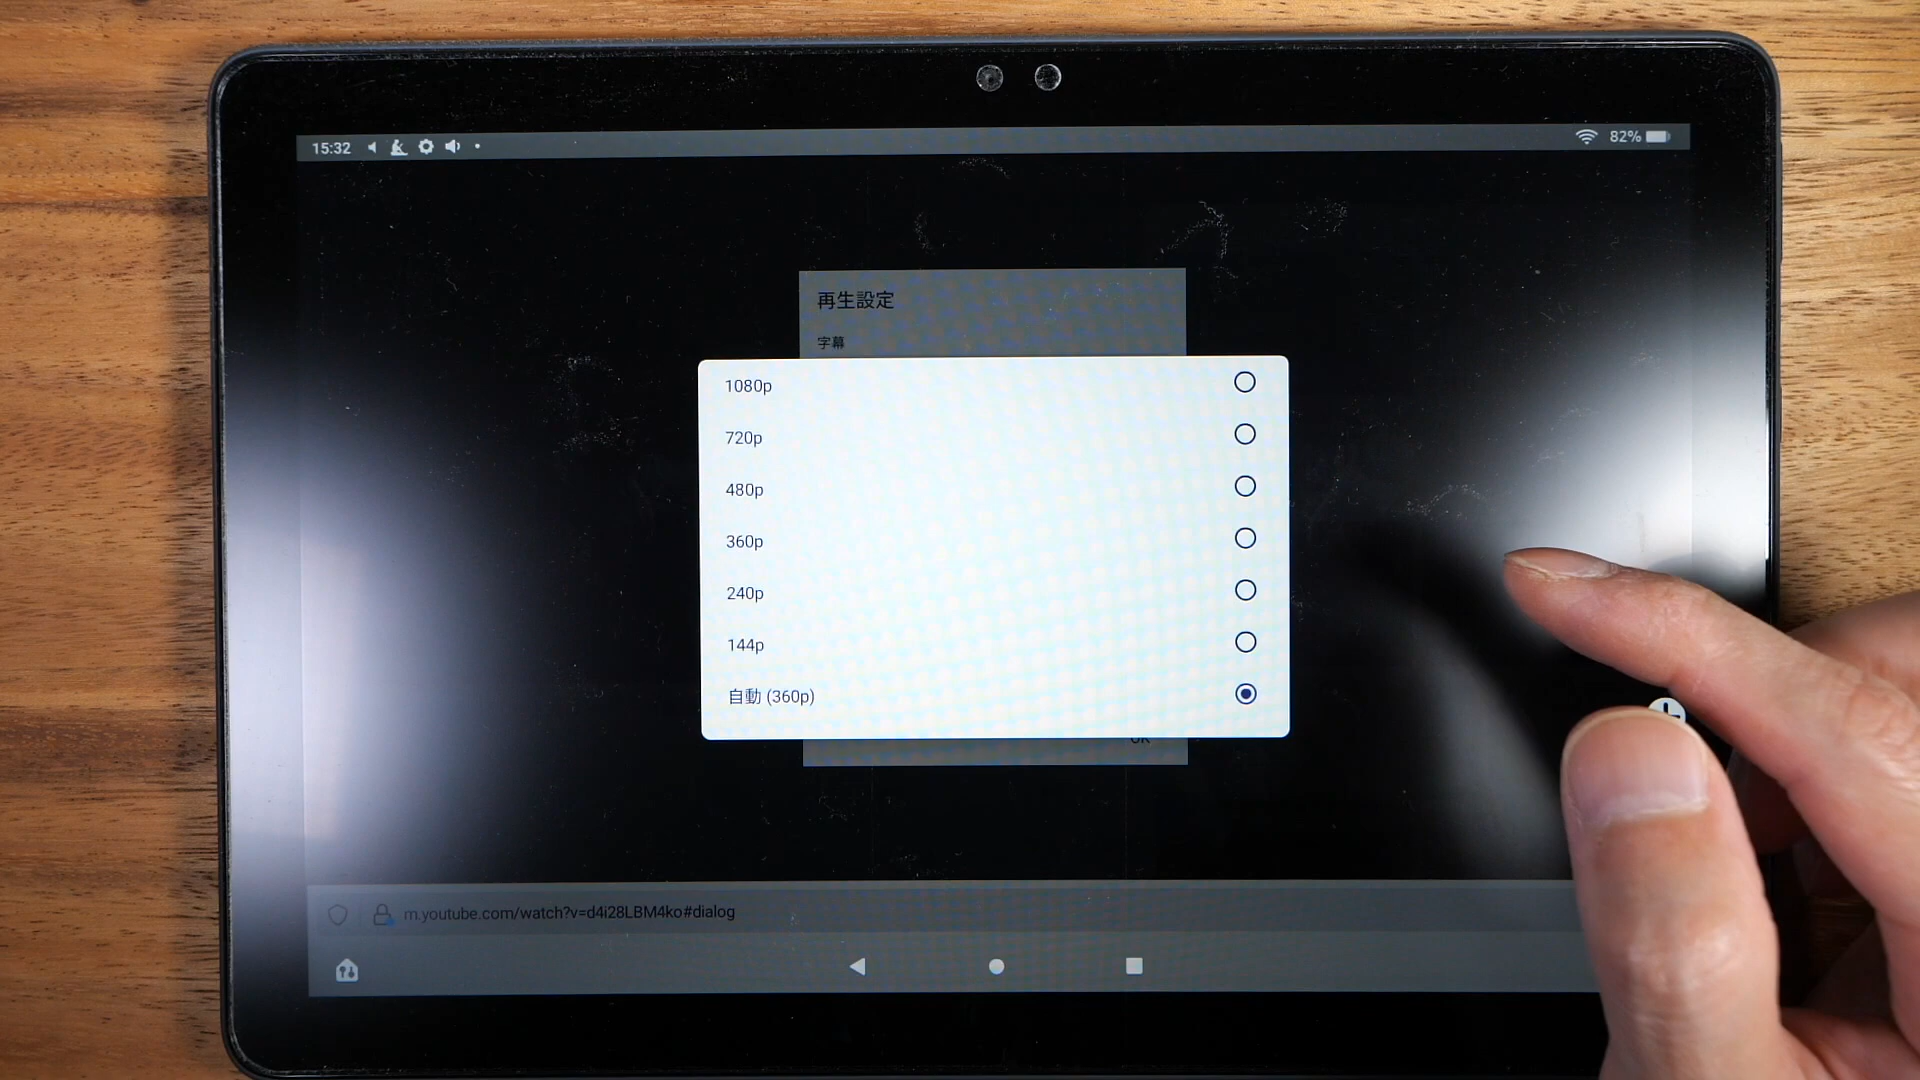 15:32
82%
再生設定
字幕
1080p
720p
480p
360p
240p
144p
自動 (360p)
OK
m.youtube.com/watch?v=d4i28LBM4ko#dialog